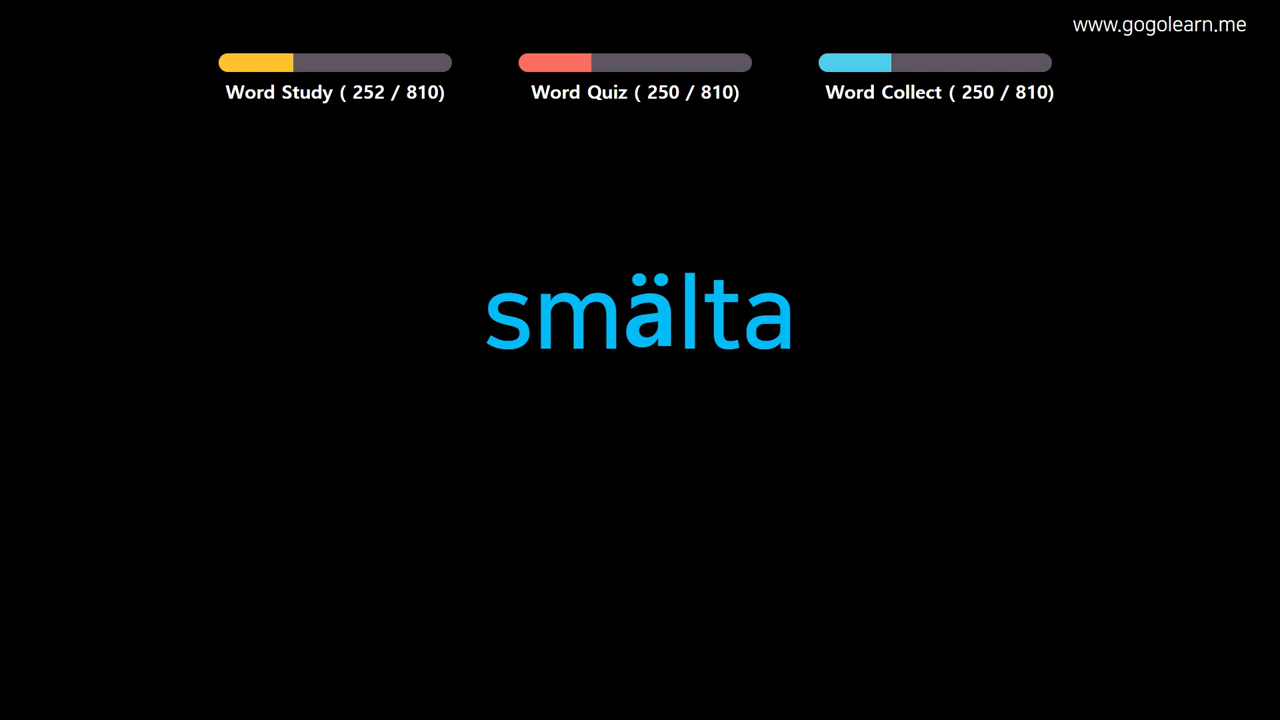 www.gogolearn.me
Word Study ( 252 / 810)
Word Quiz ( 250 / 810)
Word Collect ( 250 / 810)
smälta